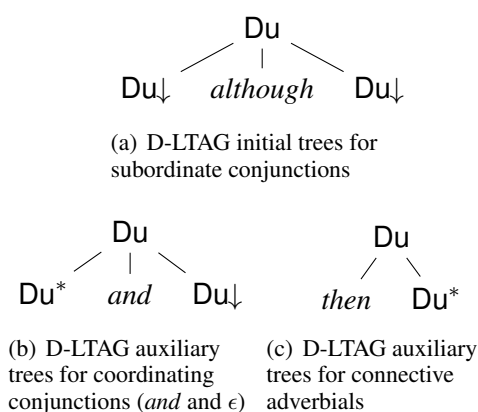 Du
Du↓ although Du↓
(a) D-LTAG initial trees for
subordinate conjunctions
Du
Du* and Du↓
(b) D-LTAG auxiliary
trees for coordinating
conjunctions (and and ϵ)
Du
then Du*
(c) D-LTAG auxiliary
trees for connective
adverbials